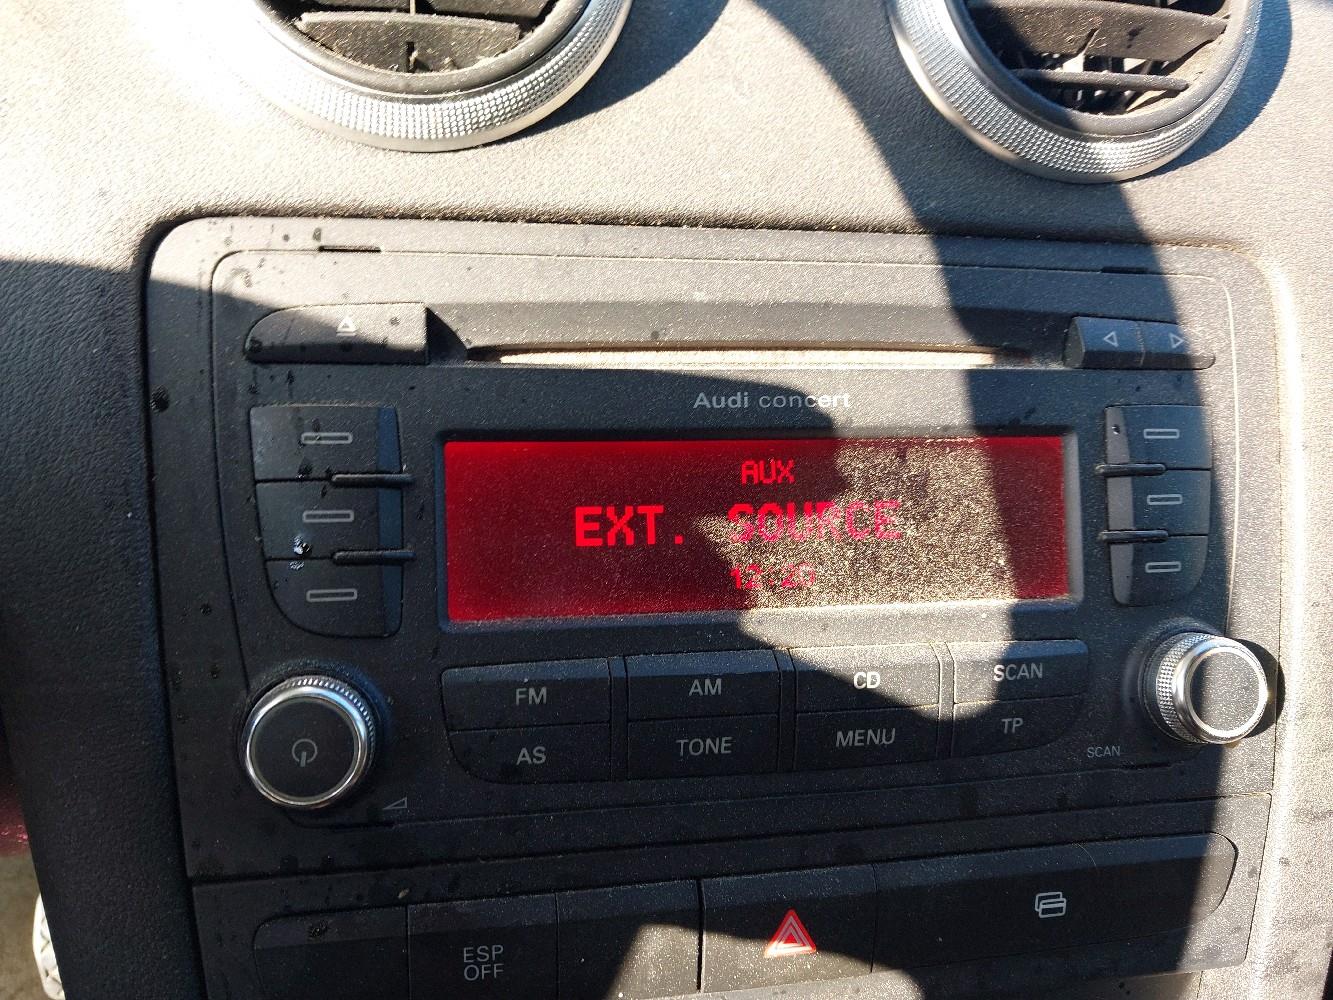 Audi concert
AUX
EXT. SOURCE
12:20
FM
AM
CD
SCAN
AS
TONE
MENU
TP
SCAN
ESP
OFF